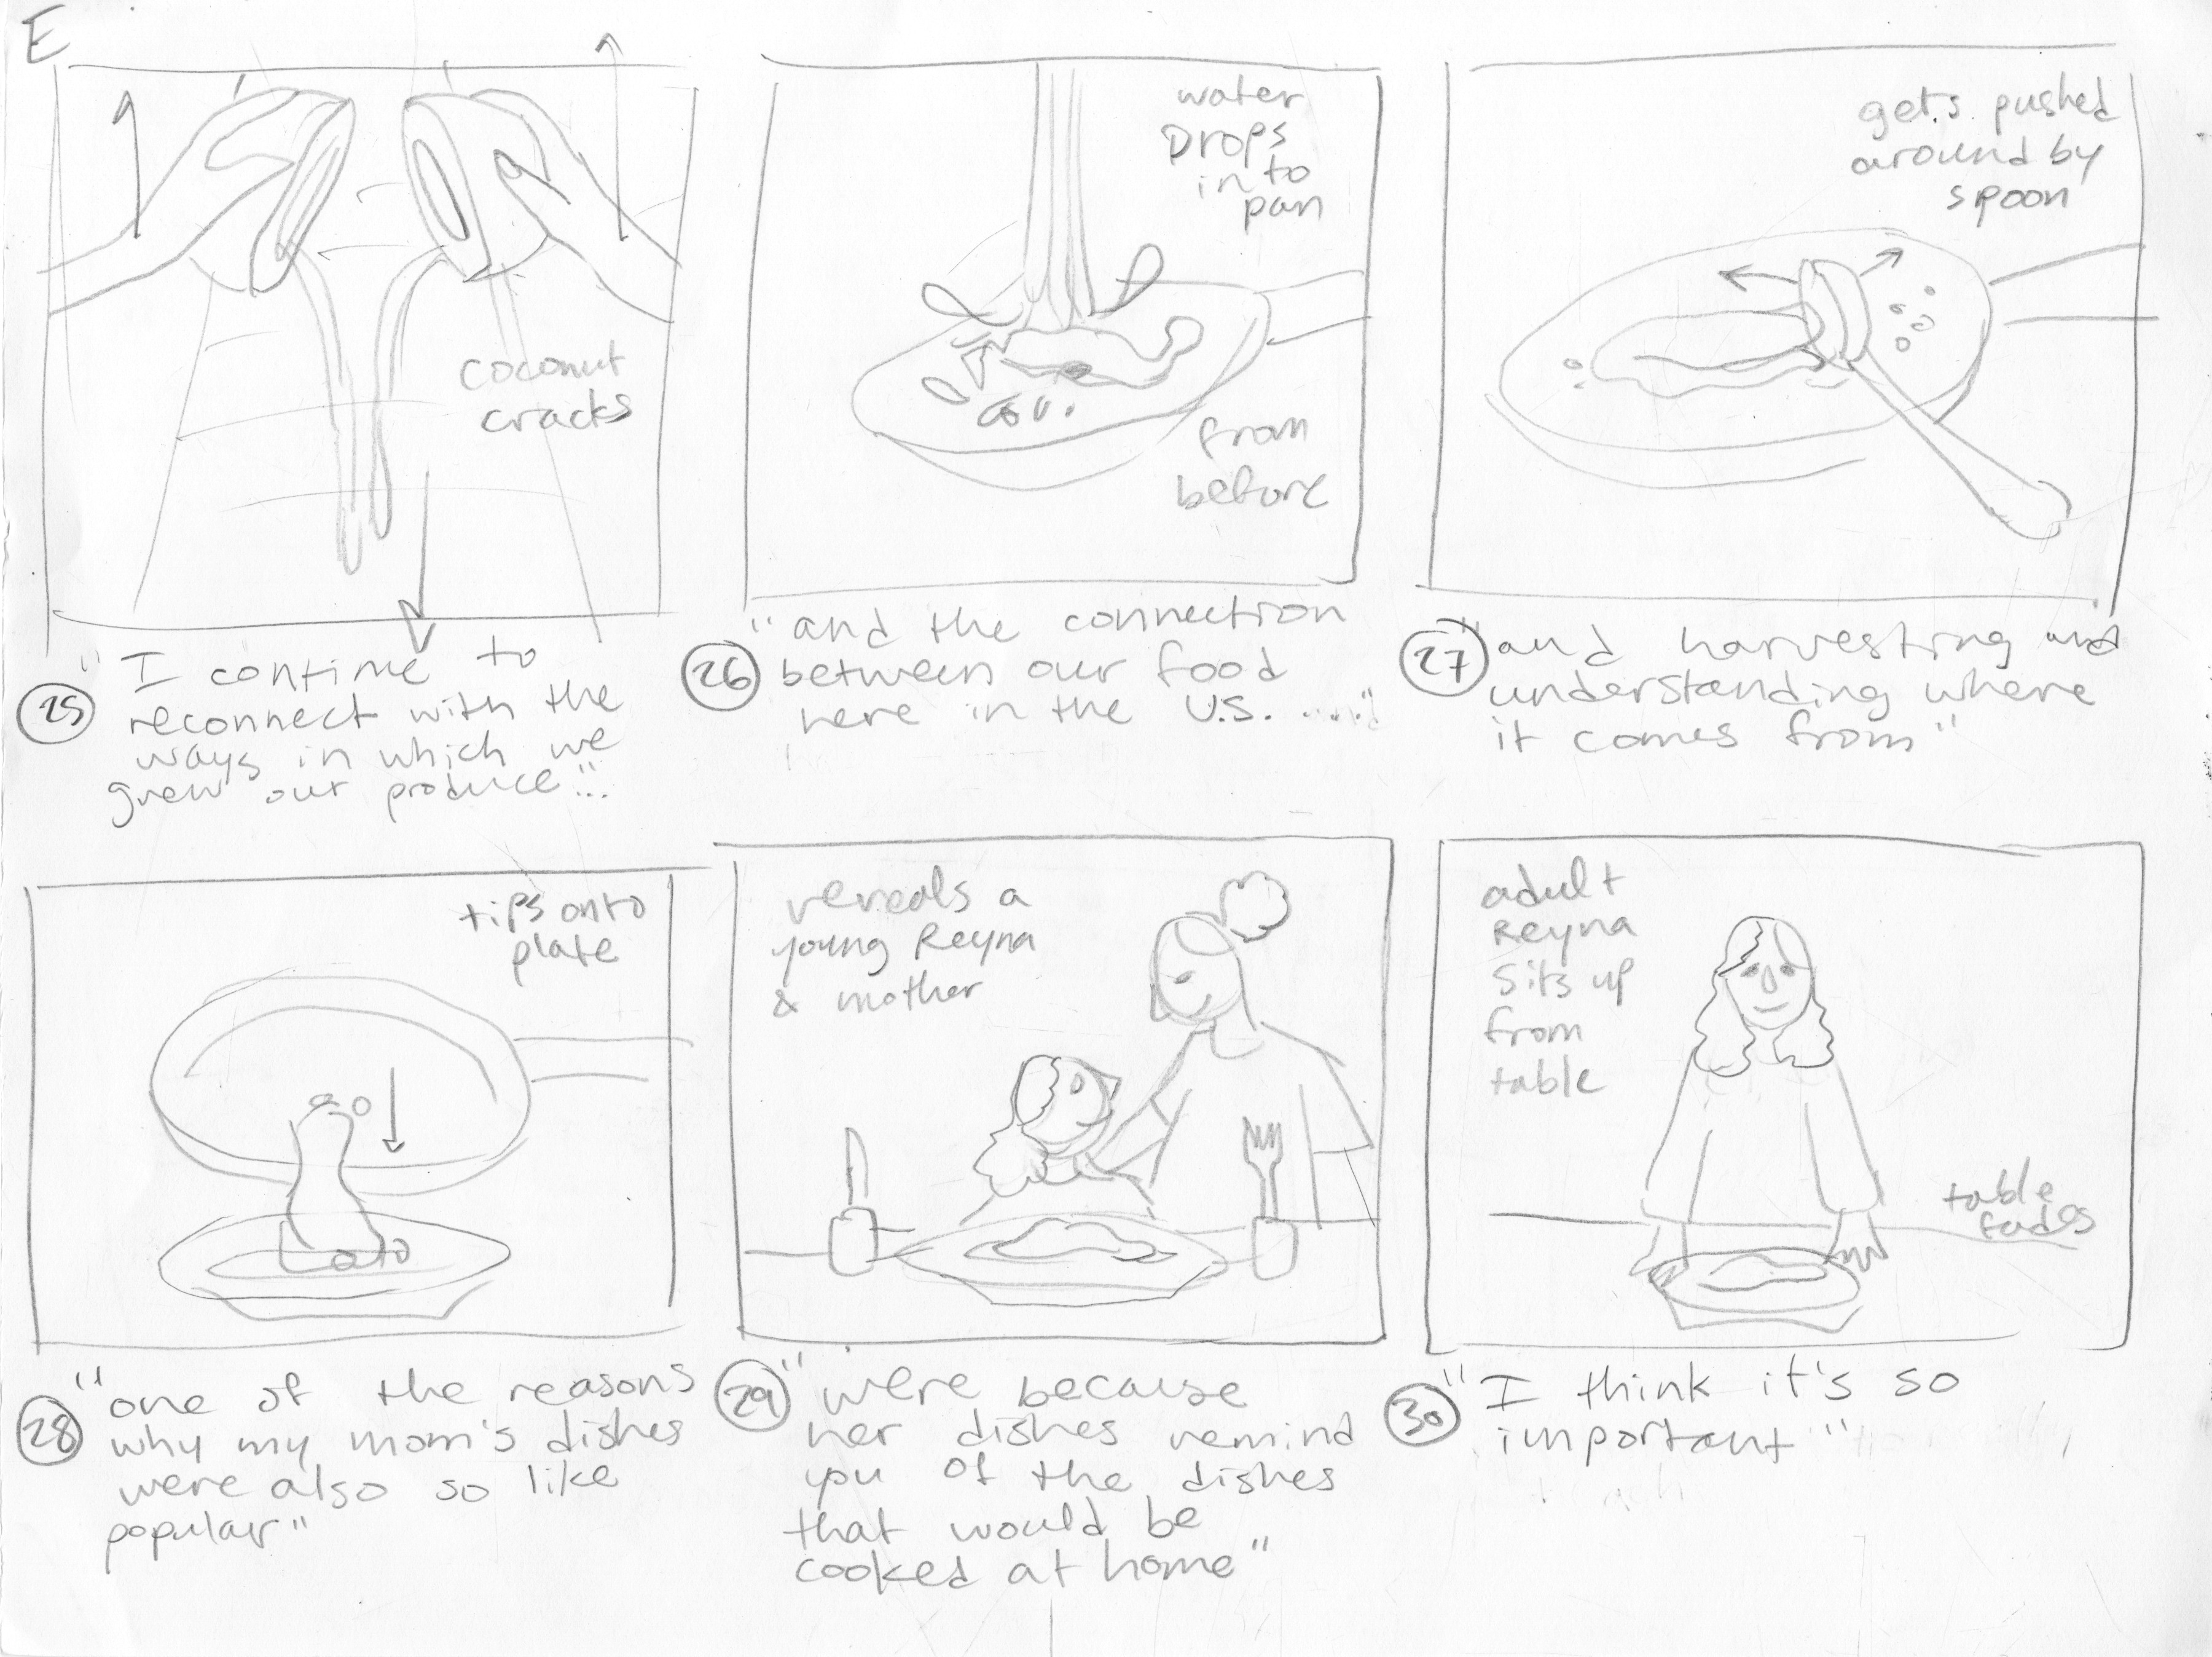 E
coconut
cracks
25
"I continue to
reconnect with the
ways in which we
grew our produce"...
water
Drops
in to
pan
from
before
26
"and the connection
between our food
here in the U.S. ....."
gets pushed
around by
spoon
27
"and harvesting and
understanding where
it comes from"
tips onto
plate
28
"one of the reasons
why my mom's dishes
were also so like
popular"
reveals a
young Reyna
& mother
29
"were because
her dishes remind
you of the dishes
that would be
cooked at home"
adult
Reyna
sits up
from
table
table
fades
30
"I think it's so
important"